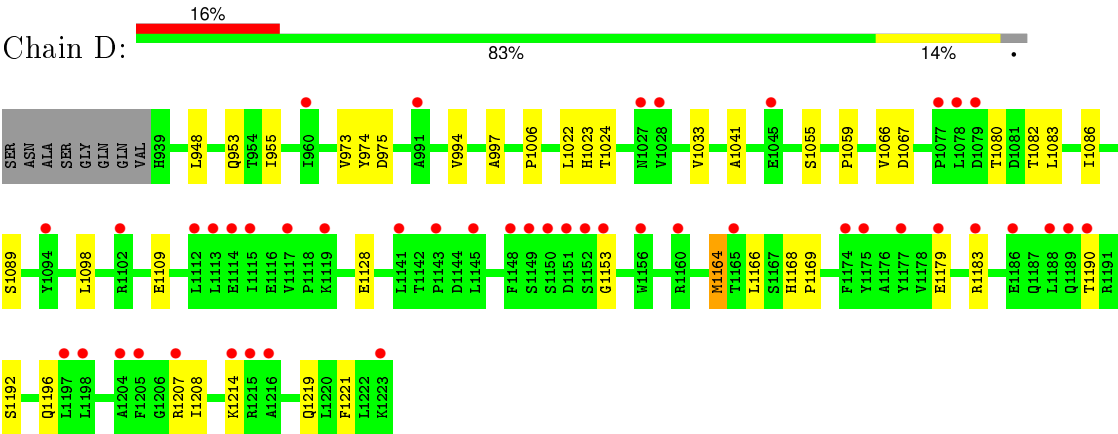 16%
Chain D:
83% 14% •
SER ASN ALA SER GLY GLN GLN VAL H939 L948 Q953 T954 I955 I960 V973 Y974 D975 A991 V994 A997 P1006 L1022 H1023 T1024 N1027 V1028 V1033 A1041 E1045 S1055 P1059 V1066 D1067 P1077 L1078 D1079 T1080 D1081 T1082 L1083 I1086
S1089 Y1094 L1098 R1102 E1109 L1112 L1113 E1114 I1115 E1116 V1117 P1118 K1119 E1128 L1141 T1142 P1143 D1144 L1145 F1148 S1149 S1150 D1151 S1152 G1153 W1156 R1160 M1164 T1165 L1166 S1167 H1168 P1169 F1174 Y1175 A1176 Y1177 V1178 E1179 R1183 E1186 Q1187 L1188 Q1189 T1190 R1191
S1192 Q1196 L1197 L1198 A1204 F1205 G1206 R1207 I1208 K1214 R1215 A1216 Q1219 L1220 F1221 L1222 K1223